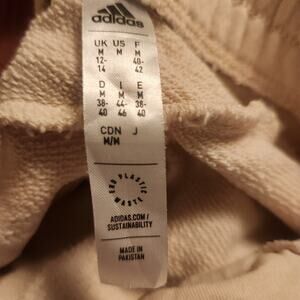 adidas
UK US F
M M M
12- 40-
14 42
D I E
M M M
38- 44- 38-
40 46 40
CDN J
M/M
END PLASTIC WASTE
ADIDAS.COM/
SUSTAINABILITY
MADE IN
PAKISTAN